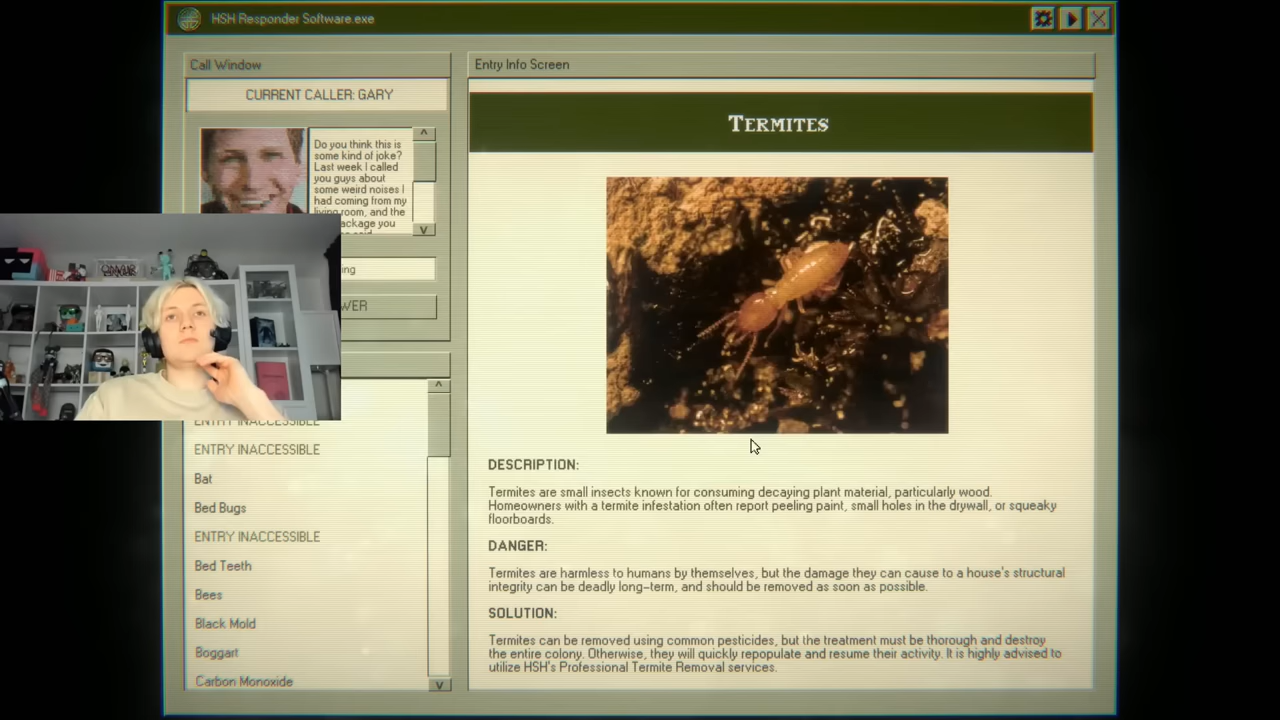 HSH Responder Software.exe
Call Window
CURRENT CALLER: GARY
Do you think this is
some kind of joke?
Last week I called
you guys about
some weird noises I
had coming from my
living room, and the
package you
said
ing
WER
ENTRY INACCESSIBLE
ENTRY INACCESSIBLE
Bat
Bed Bugs
ENTRY INACCESSIBLE
Bed Teeth
Bees
Black Mold
Boggart
Carbon Monoxide
Entry Info Screen
TERMITES
DESCRIPTION:
Termites are small insects known for consuming decaying plant material, particularly wood.
Homeowners with a termite infestation often report peeling paint, small holes in the drywall, or squeaky
floorboards.
DANGER:
Termites are harmless to humans by themselves, but the damage they can cause to a house's structural
integrity can be deadly long-term, and should be removed as soon as possible.
SOLUTION:
Termites can be removed using common pesticides, but the treatment must be thorough and destroy
the entire colony. Otherwise, they will quickly repopulate and resume their activity. It is highly advised to
utilize HSH's Professional Termite Removal services.